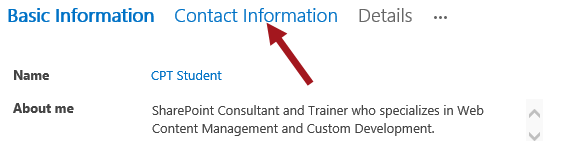 Basic Information Contact Information Details ...
Name CPT Student
About me SharePoint Consultant and Trainer who specializes in Web
Content Management and Custom Development.